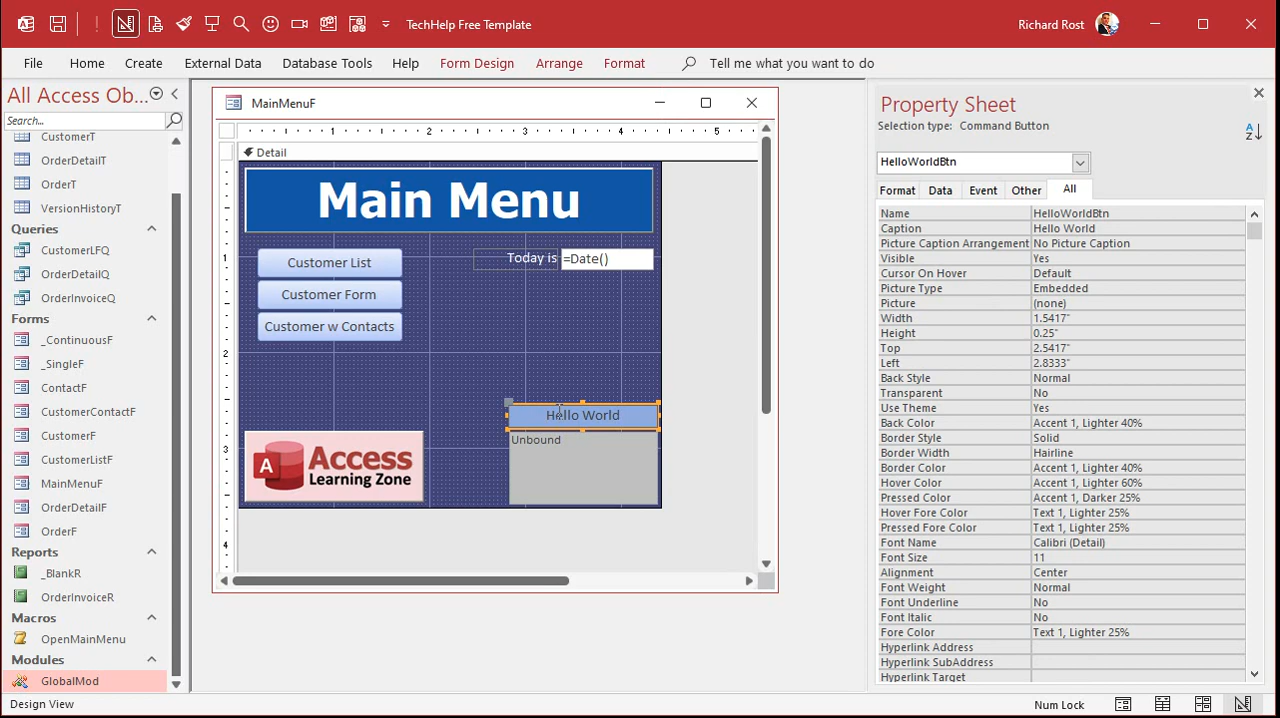 TechHelp Free Template
Richard Rost
File Home Create External Data Database Tools Help Form Design Arrange Format Tell me what you want to do
All Access Ob...
Search...
CustomerT
OrderDetailT
OrderT
VersionHistoryT
Queries
CustomerLFQ
OrderDetailQ
OrderInvoiceQ
Forms
_ContinuousF
_SingleF
ContactF
CustomerContactF
CustomerF
CustomerListF
MainMenuF
OrderDetailF
OrderF
Reports
_BlankR
OrderInvoiceR
Macros
OpenMainMenu
Modules
GlobalMod
MainMenuF
1 2 3 4 5
Detail
Main Menu
1
2
3
4
Customer List
Customer Form
Customer w Contacts
Today is =Date()
Hello World
Unbound
A Access
Learning Zone
Property Sheet
Selection type: Command Button
A
Z
HelloWorldBtn
Format Data Event Other All
Name HelloWorldBtn
Caption Hello World
Picture Caption Arrangement No Picture Caption
Visible Yes
Cursor On Hover Default
Picture Type Embedded
Picture (none)
Width 1.5417"
Height 0.25"
Top 2.5417"
Left 2.8333"
Back Style Normal
Transparent No
Use Theme Yes
Back Color Accent 1, Lighter 40%
Border Style Solid
Border Width Hairline
Border Color Accent 1, Lighter 40%
Hover Color Accent 1, Lighter 60%
Pressed Color Accent 1, Darker 25%
Hover Fore Color Text 1, Lighter 25%
Pressed Fore Color Text 1, Lighter 25%
Font Name Calibri (Detail)
Font Size 11
Alignment Center
Font Weight Normal
Font Underline No
Font Italic No
Fore Color Text 1, Lighter 25%
Hyperlink Address
Hyperlink SubAddress
Hyperlink Target
Design View
Num Lock